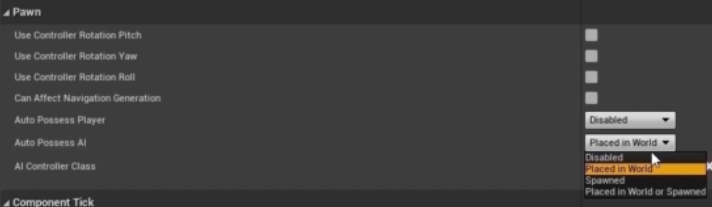 Pawn
Use Controller Rotation Pitch
Use Controller Rotation Yaw
Use Controller Rotation Roll
Can Affect Navigation Generation
Auto Possess Player Disabled
Auto Possess AI Placed in World
AI Controller Class Disabled
Placed in World
Spawned
Placed in World or Spawned
Component Tick